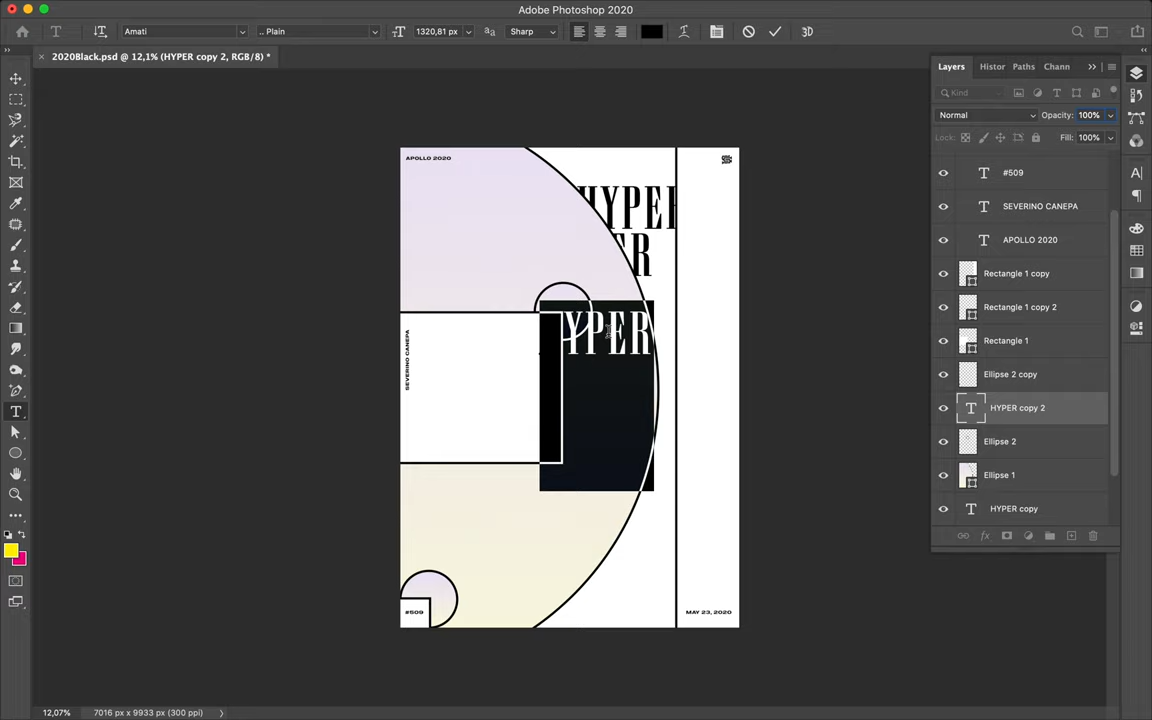 Adobe Photoshop 2020
Amati
Plain
1320,81 px
Sharp
3D
2020Black.psd @ 12,1% (HYPER copy 2, RGB/8) *
Layers
Histor
Paths
Chann
Kind
Normal
Opacity: 100%
Lock:
Fill: 100%
#509
SEVERINO CANEPA
APOLLO 2020
Rectangle 1 copy
Rectangle 1 copy 2
Rectangle 1
Ellipse 2 copy
HYPER copy 2
Ellipse 2
Ellipse 1
HYPER copy
APOLLO 2020
HYPER
ER
YPER
SEVERINO CANEPA
#509
MAY 23, 2020
12,07%
7016 px x 9933 px (300 ppi)